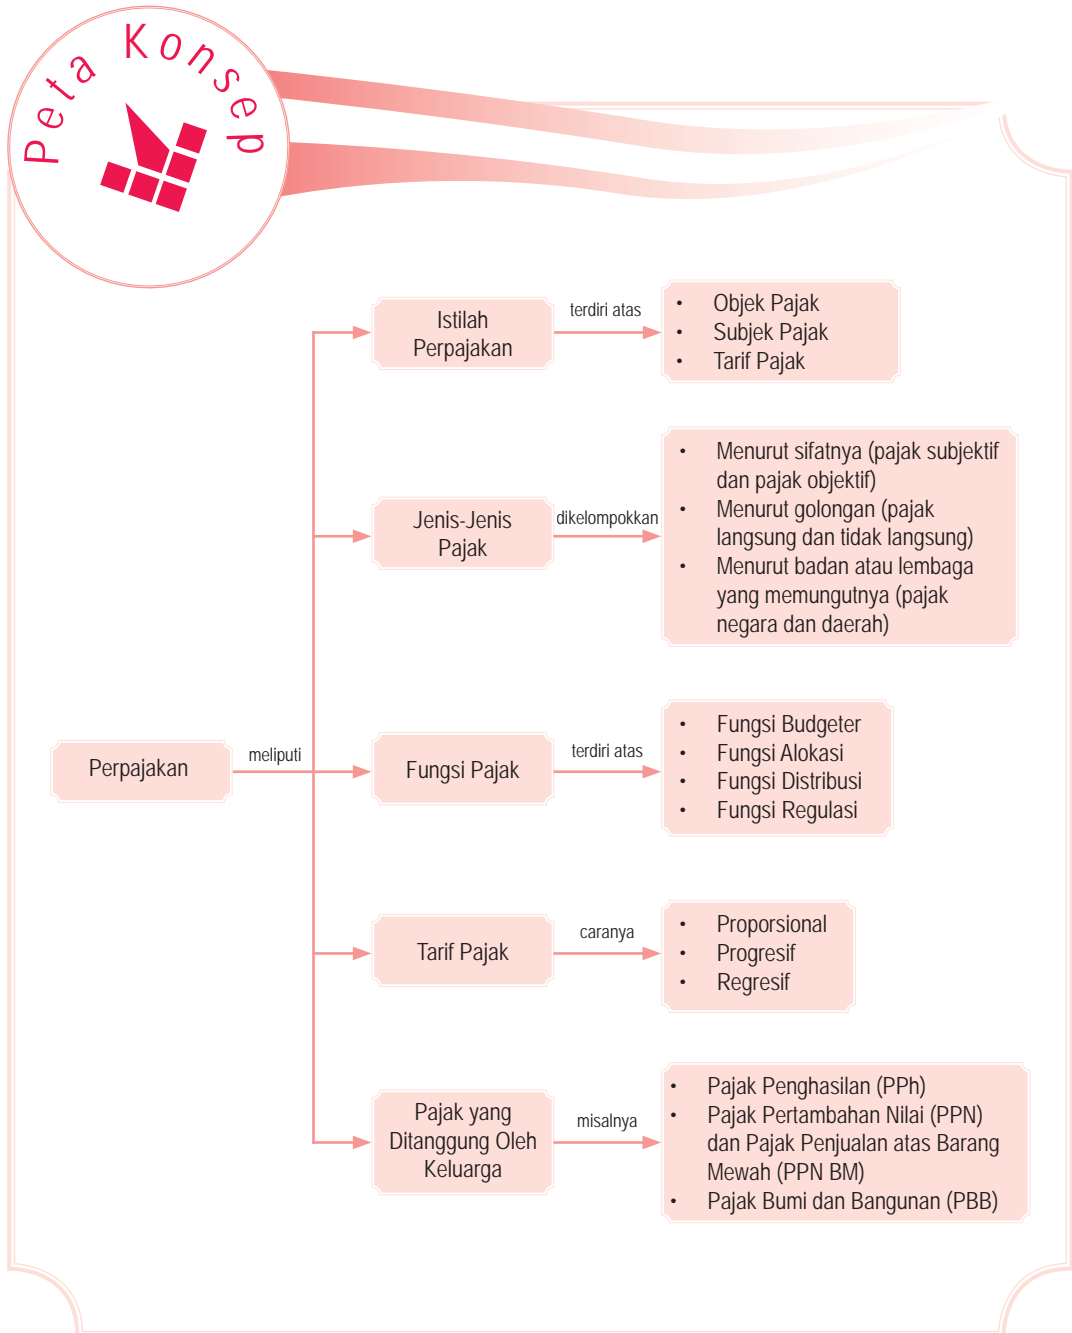 Peta Konsep
Istilah
Perpajakan
terdiri atas
• Objek Pajak
• Subjek Pajak
• Tarif Pajak
Jenis-Jenis
Pajak
dikelompokkan
• Menurut sifatnya (pajak subjektif
dan pajak objektif)
• Menurut golongan (pajak
langsung dan tidak langsung)
• Menurut badan atau lembaga
yang memungutnya (pajak
negara dan daerah)
Perpajakan
meliputi
Fungsi Pajak
terdiri atas
• Fungsi Budgeter
• Fungsi Alokasi
• Fungsi Distribusi
• Fungsi Regulasi
Tarif Pajak
caranya
• Proporsional
• Progresif
• Regresif
Pajak yang
Ditanggung Oleh
Keluarga
misalnya
• Pajak Penghasilan (PPh)
• Pajak Pertambahan Nilai (PPN)
dan Pajak Penjualan atas Barang
Mewah (PPN BM)
• Pajak Bumi dan Bangunan (PBB)